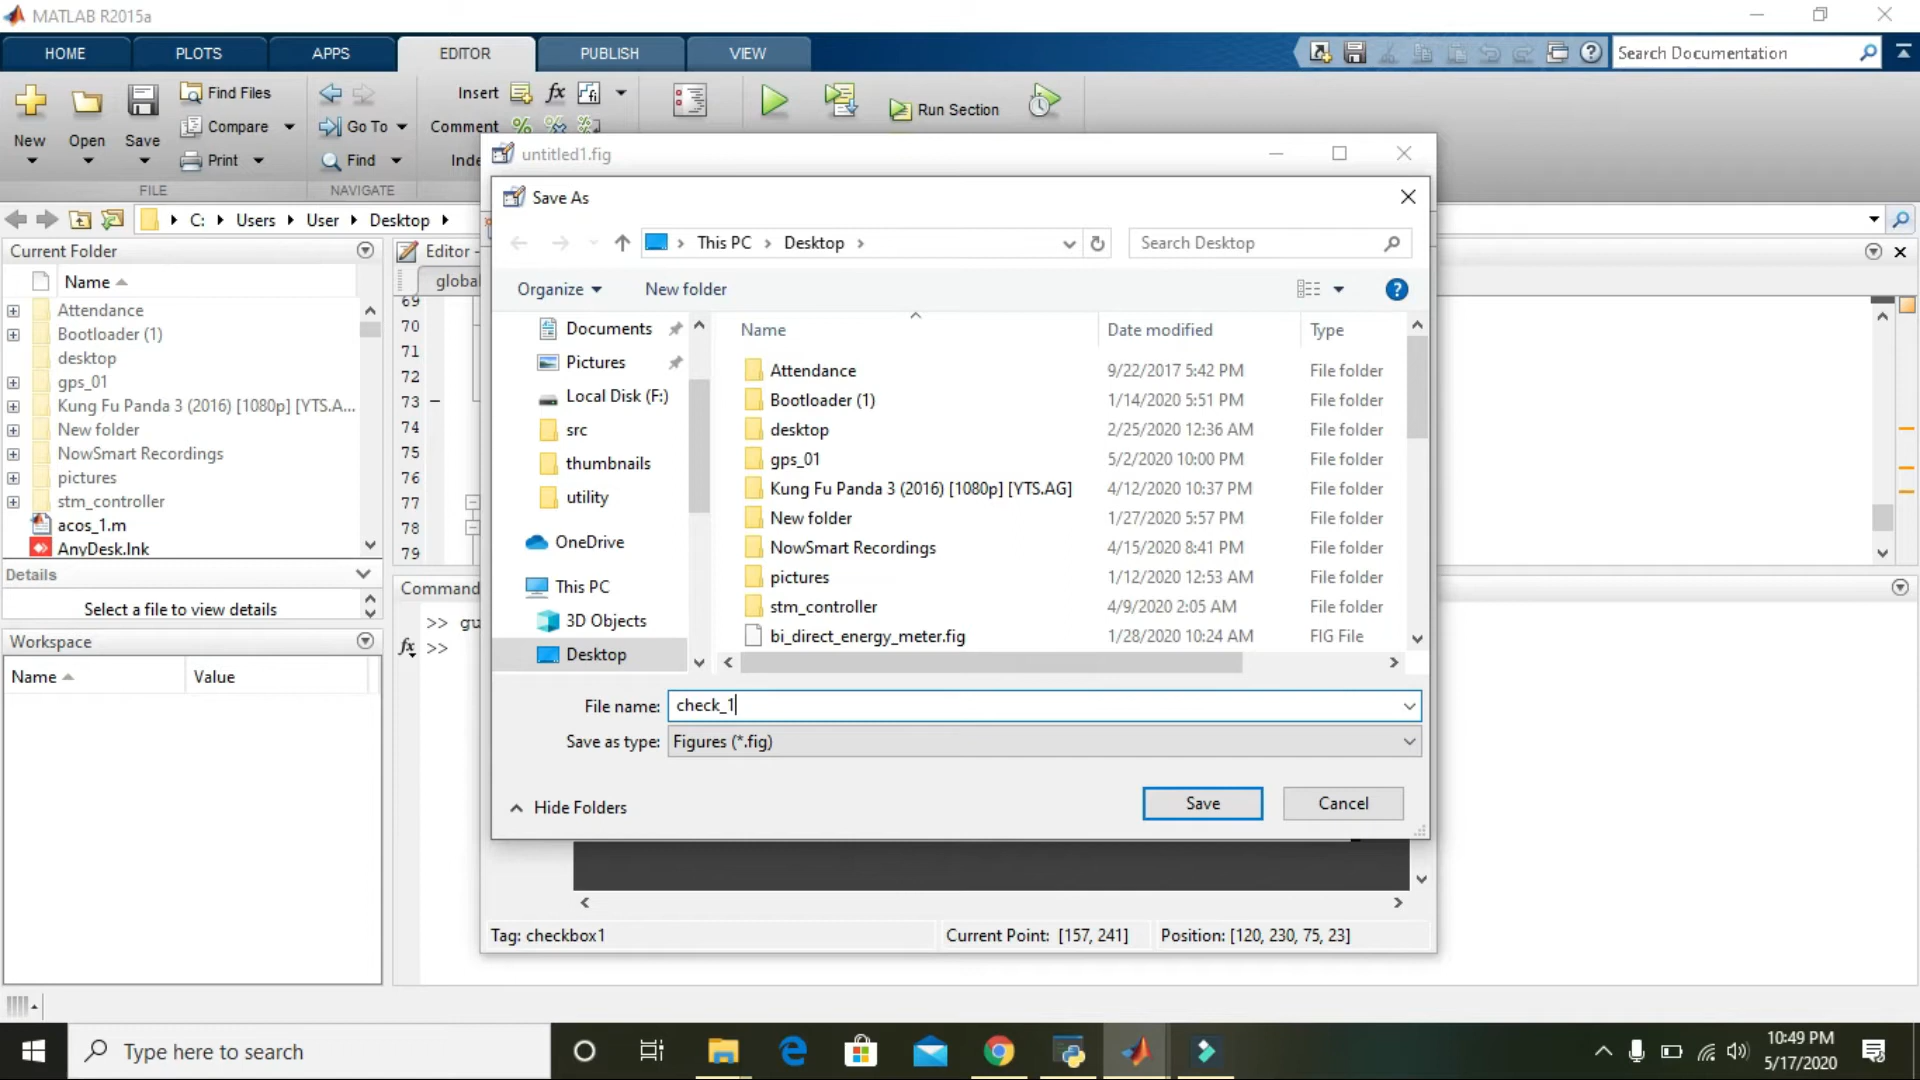 MATLAB R2015a
HOME PLOTS APPS EDITOR PUBLISH VIEW
Search Documentation
New Open Save
Find Files
Compare
Print
Go To
Find
Insert
Comment
Inde
Run Section
FILE NAVIGATE
C: Users User Desktop
Current Folder
Name
Attendance
Bootloader (1)
desktop
gps_01
Kung Fu Panda 3 (2016) [1080p] [YTS.A...
New folder
NowSmart Recordings
pictures
stm_controller
acos_1.m
AnyDesk.lnk
Details
Select a file to view details
Workspace
Name Value
Editor -
global
69
70
71
72
73
74
75
76
77
78
79
Command
>> gu
fx >>
untitled1.fig
Save As
This PC Desktop
Search Desktop
Organize New folder
Documents
Pictures
Local Disk (F:)
src
thumbnails
utility
OneDrive
This PC
3D Objects
Desktop
Name Date modified Type
Attendance 9/22/2017 5:42 PM File folder
Bootloader (1) 1/14/2020 5:51 PM File folder
desktop 2/25/2020 12:36 AM File folder
gps_01 5/2/2020 10:00 PM File folder
Kung Fu Panda 3 (2016) [1080p] [YTS.AG] 4/12/2020 10:37 PM File folder
New folder 1/27/2020 5:57 PM File folder
NowSmart Recordings 4/15/2020 8:41 PM File folder
pictures 1/12/2020 12:53 AM File folder
stm_controller 4/9/2020 2:05 AM File folder
bi_direct_energy_meter.fig 1/28/2020 10:24 AM FIG File
File name: check_1
Save as type: Figures (*.fig)
Hide Folders
Save Cancel
Tag: checkbox1
Current Point: [157, 241]
Position: [120, 230, 75, 23]
Type here to search
10:49 PM
5/17/2020